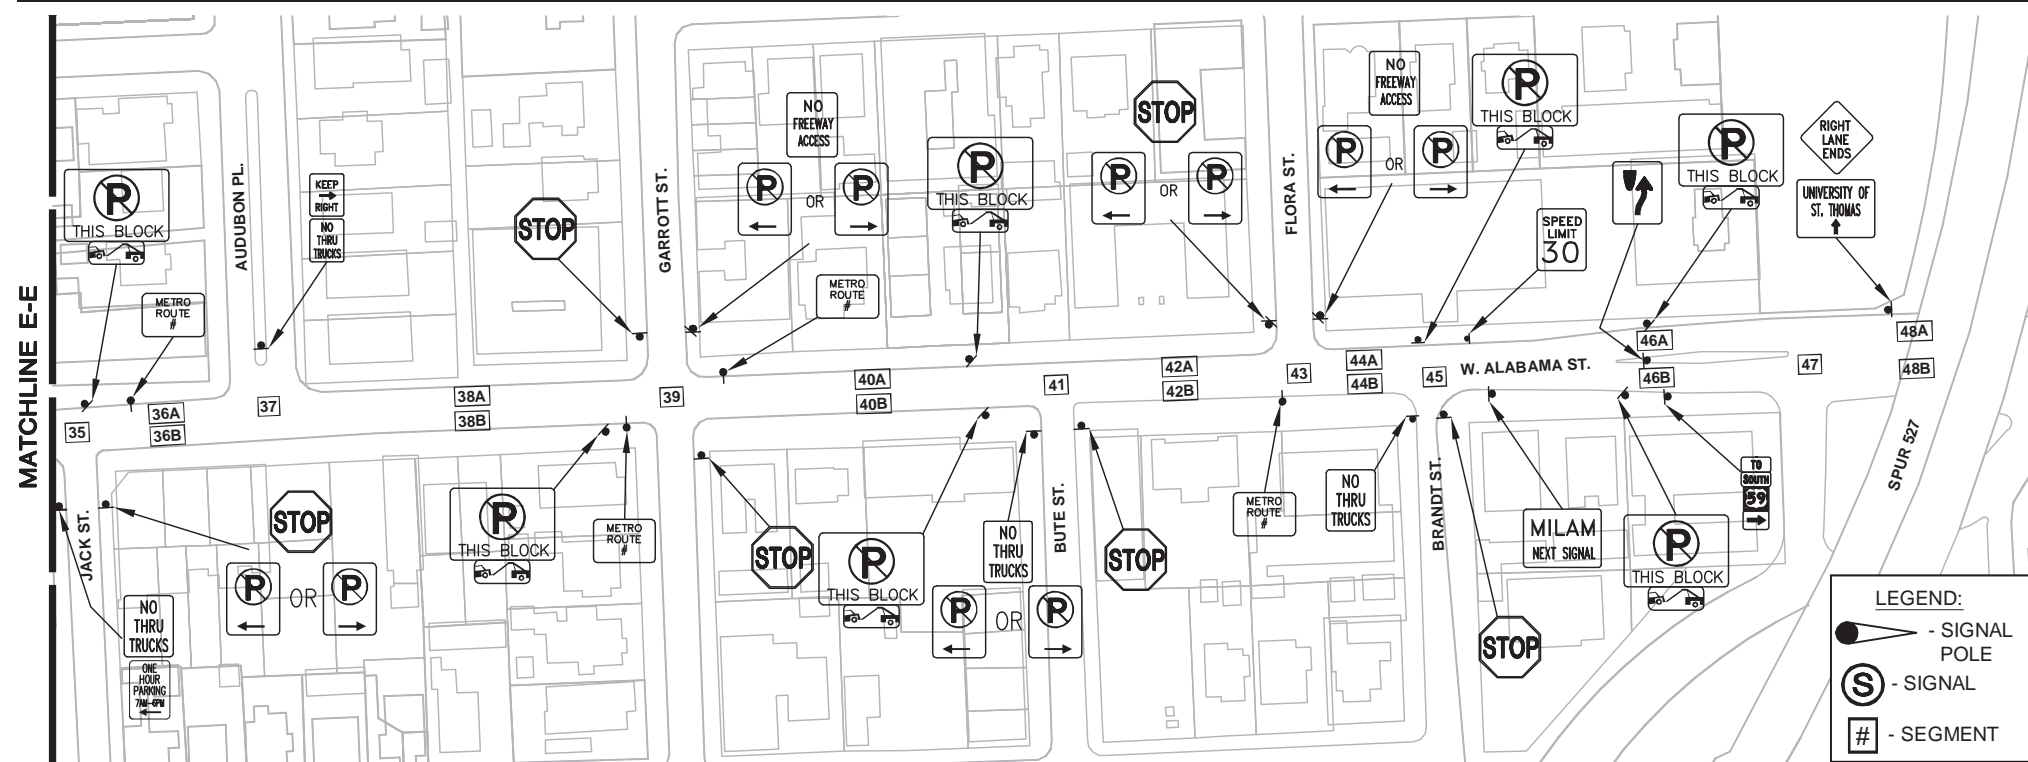 MATCHLINE E-E
P
THIS BLOCK
METRO
ROUTE
#
AUDUBON PL.
KEEP
RIGHT
NO
THRU
TRUCKS
STOP
GARROTT ST.
NO
FREEWAY
ACCESS
P
OR
P
METRO
ROUTE
#
P
THIS BLOCK
STOP
P
OR
P
FLORA ST.
NO
FREEWAY
ACCESS
P
OR
P
P
THIS BLOCK
SPEED
LIMIT
30
P
THIS BLOCK
RIGHT
LANE
ENDS
UNIVERSITY OF
ST. THOMAS
35
36A
36B
37
38A
38B
39
40A
40B
41
42A
42B
43
44A
44B
45
W. ALABAMA ST.
46A
46B
47
48A
48B
SPUR 527
JACK ST.
NO
THRU
TRUCKS
ONE
HOUR
PARKING
7AM-6PM
STOP
P
OR
P
P
THIS BLOCK
METRO
ROUTE
#
STOP
P
THIS BLOCK
NO
THRU
TRUCKS
P
OR
P
BUTE ST.
STOP
METRO
ROUTE
#
NO
THRU
TRUCKS
BRANDT ST.
STOP
MILAM
NEXT SIGNAL
P
THIS BLOCK
TO
SOUTH
59
LEGEND:
- SIGNAL
POLE
S - SIGNAL
# - SEGMENT